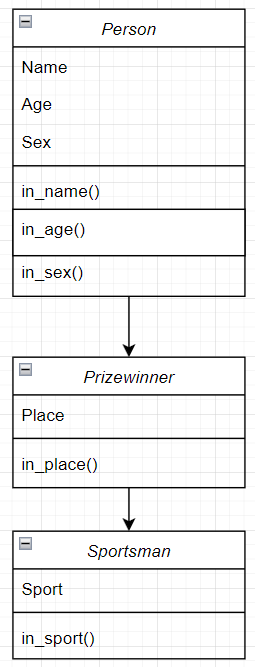 Person
Name
Age
Sex
in_name()
in_age()
in_sex()
Prizewinner
Place
in_place()
Sportsman
Sport
in_sport()